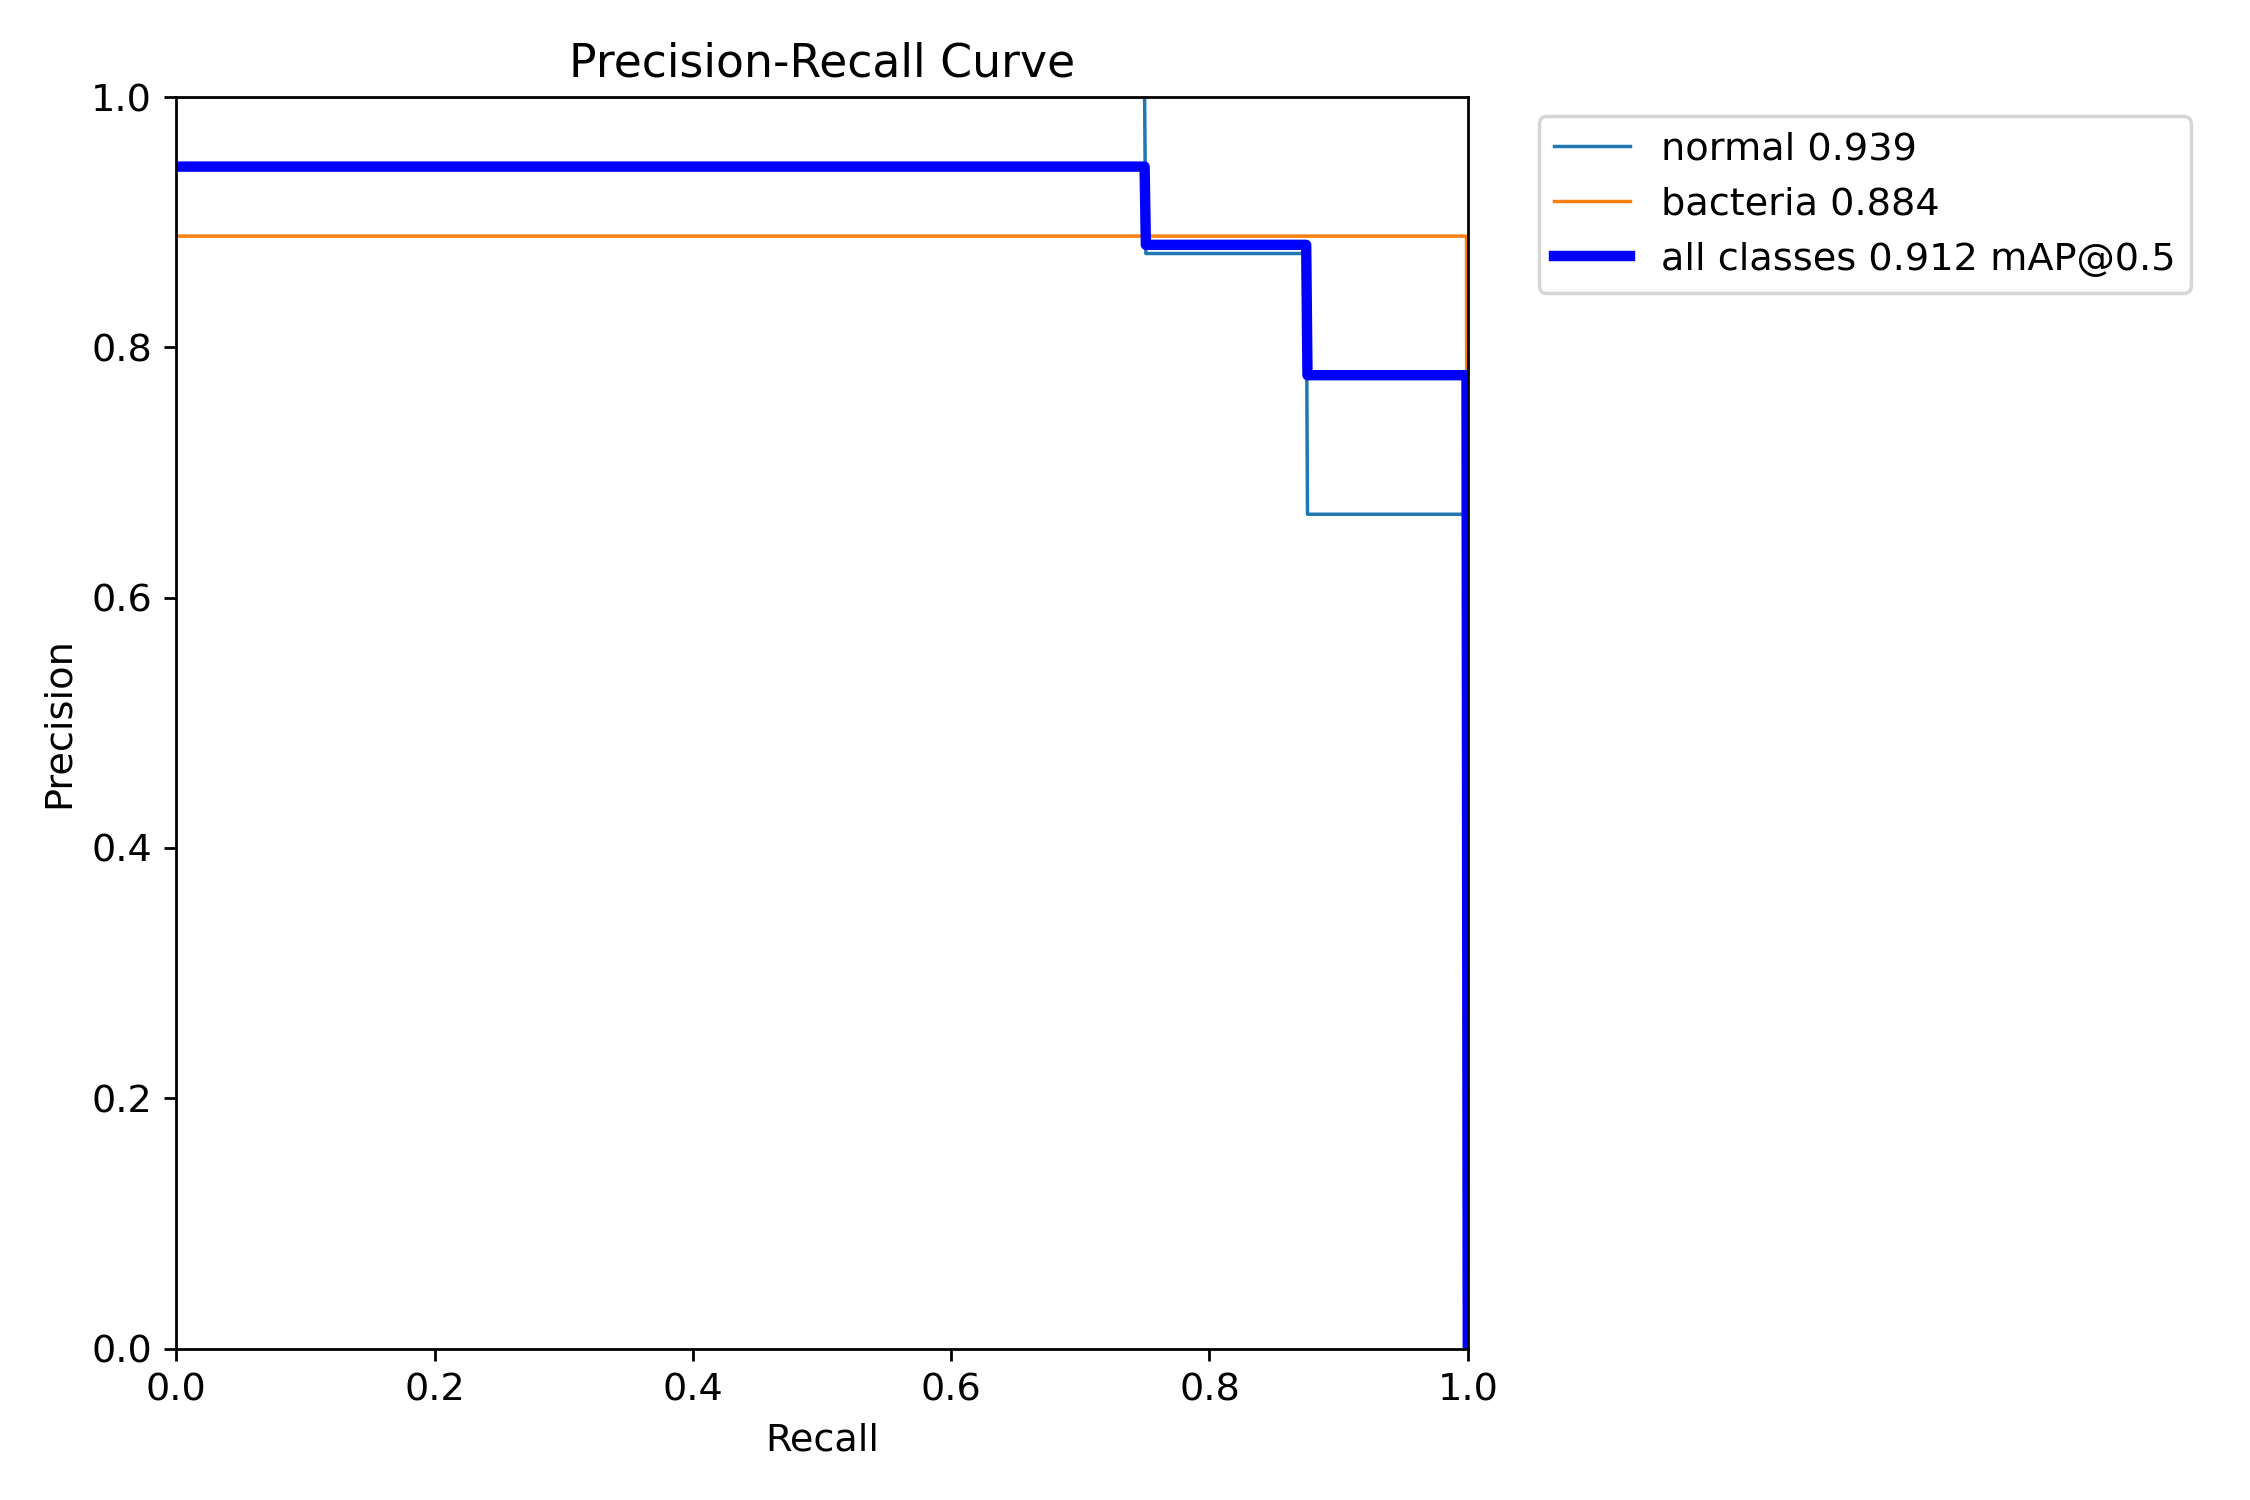 Precision-Recall Curve
1.0
0.8
0.6
0.4
0.2
0.0
Precision
0.0 0.2 0.4 0.6 0.8 1.0
Recall
normal 0.939
bacteria 0.884
all classes 0.912 mAP@0.5